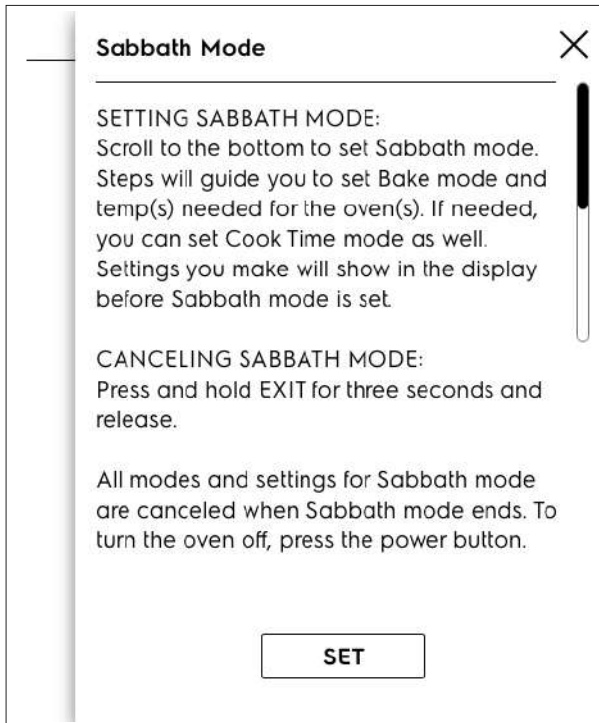 Sabbath Mode
SETTING SABBATH MODE:
Scroll to the bottom to set Sabbath mode.
Steps will guide you to set Bake mode and
temp(s) needed for the oven(s). If needed,
you can set Cook Time mode as well.
Settings you make will show in the display
before Sabbath mode is set.
CANCELING SABBATH MODE:
Press and hold EXIT for three seconds and
release.
All modes and settings for Sabbath mode
are canceled when Sabbath mode ends. To
turn the oven off, press the power button.
SET